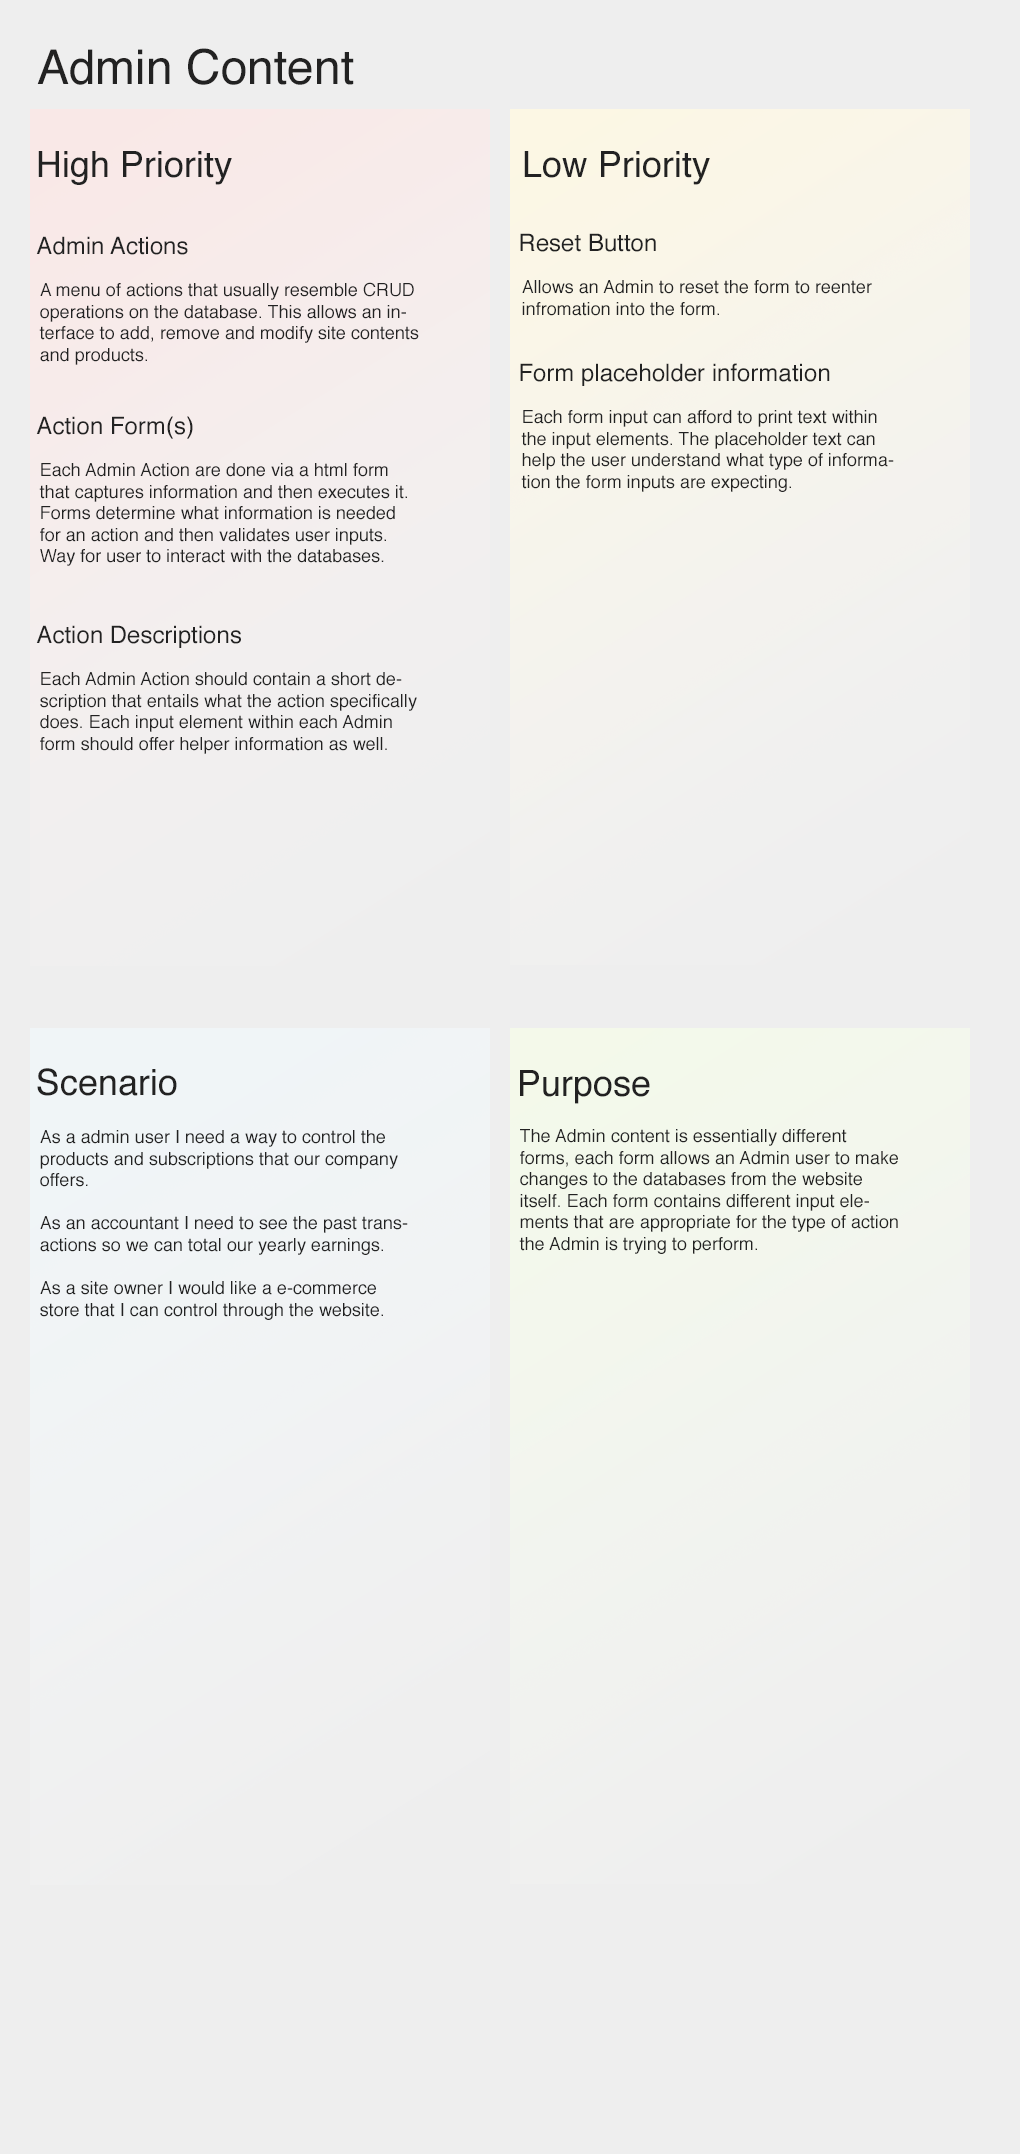 Admin Content
High Priority
Admin Actions
A menu of actions that usually resemble CRUD
operations on the database. This allows an in-
terface to add, remove and modify site contents
and products.
Action Form(s)
Each Admin Action are done via a html form
that captures information and then executes it.
Forms determine what information is needed
for an action and then validates user inputs.
Way for user to interact with the databases.
Action Descriptions
Each Admin Action should contain a short de-
scription that entails what the action specifically
does. Each input element within each Admin
form should offer helper information as well.
Low Priority
Reset Button
Allows an Admin to reset the form to reenter
infromation into the form.
Form placeholder information
Each form input can afford to print text within
the input elements. The placeholder text can
help the user understand what type of informa-
tion the form inputs are expecting.
Scenario
As a admin user I need a way to control the
products and subscriptions that our company
offers.
As an accountant I need to see the past trans-
actions so we can total our yearly earnings.
As a site owner I would like a e-commerce
store that I can control through the website.
Purpose
The Admin content is essentially different
forms, each form allows an Admin user to make
changes to the databases from the website
itself. Each form contains different input ele-
ments that are appropriate for the type of action
the Admin is trying to perform.